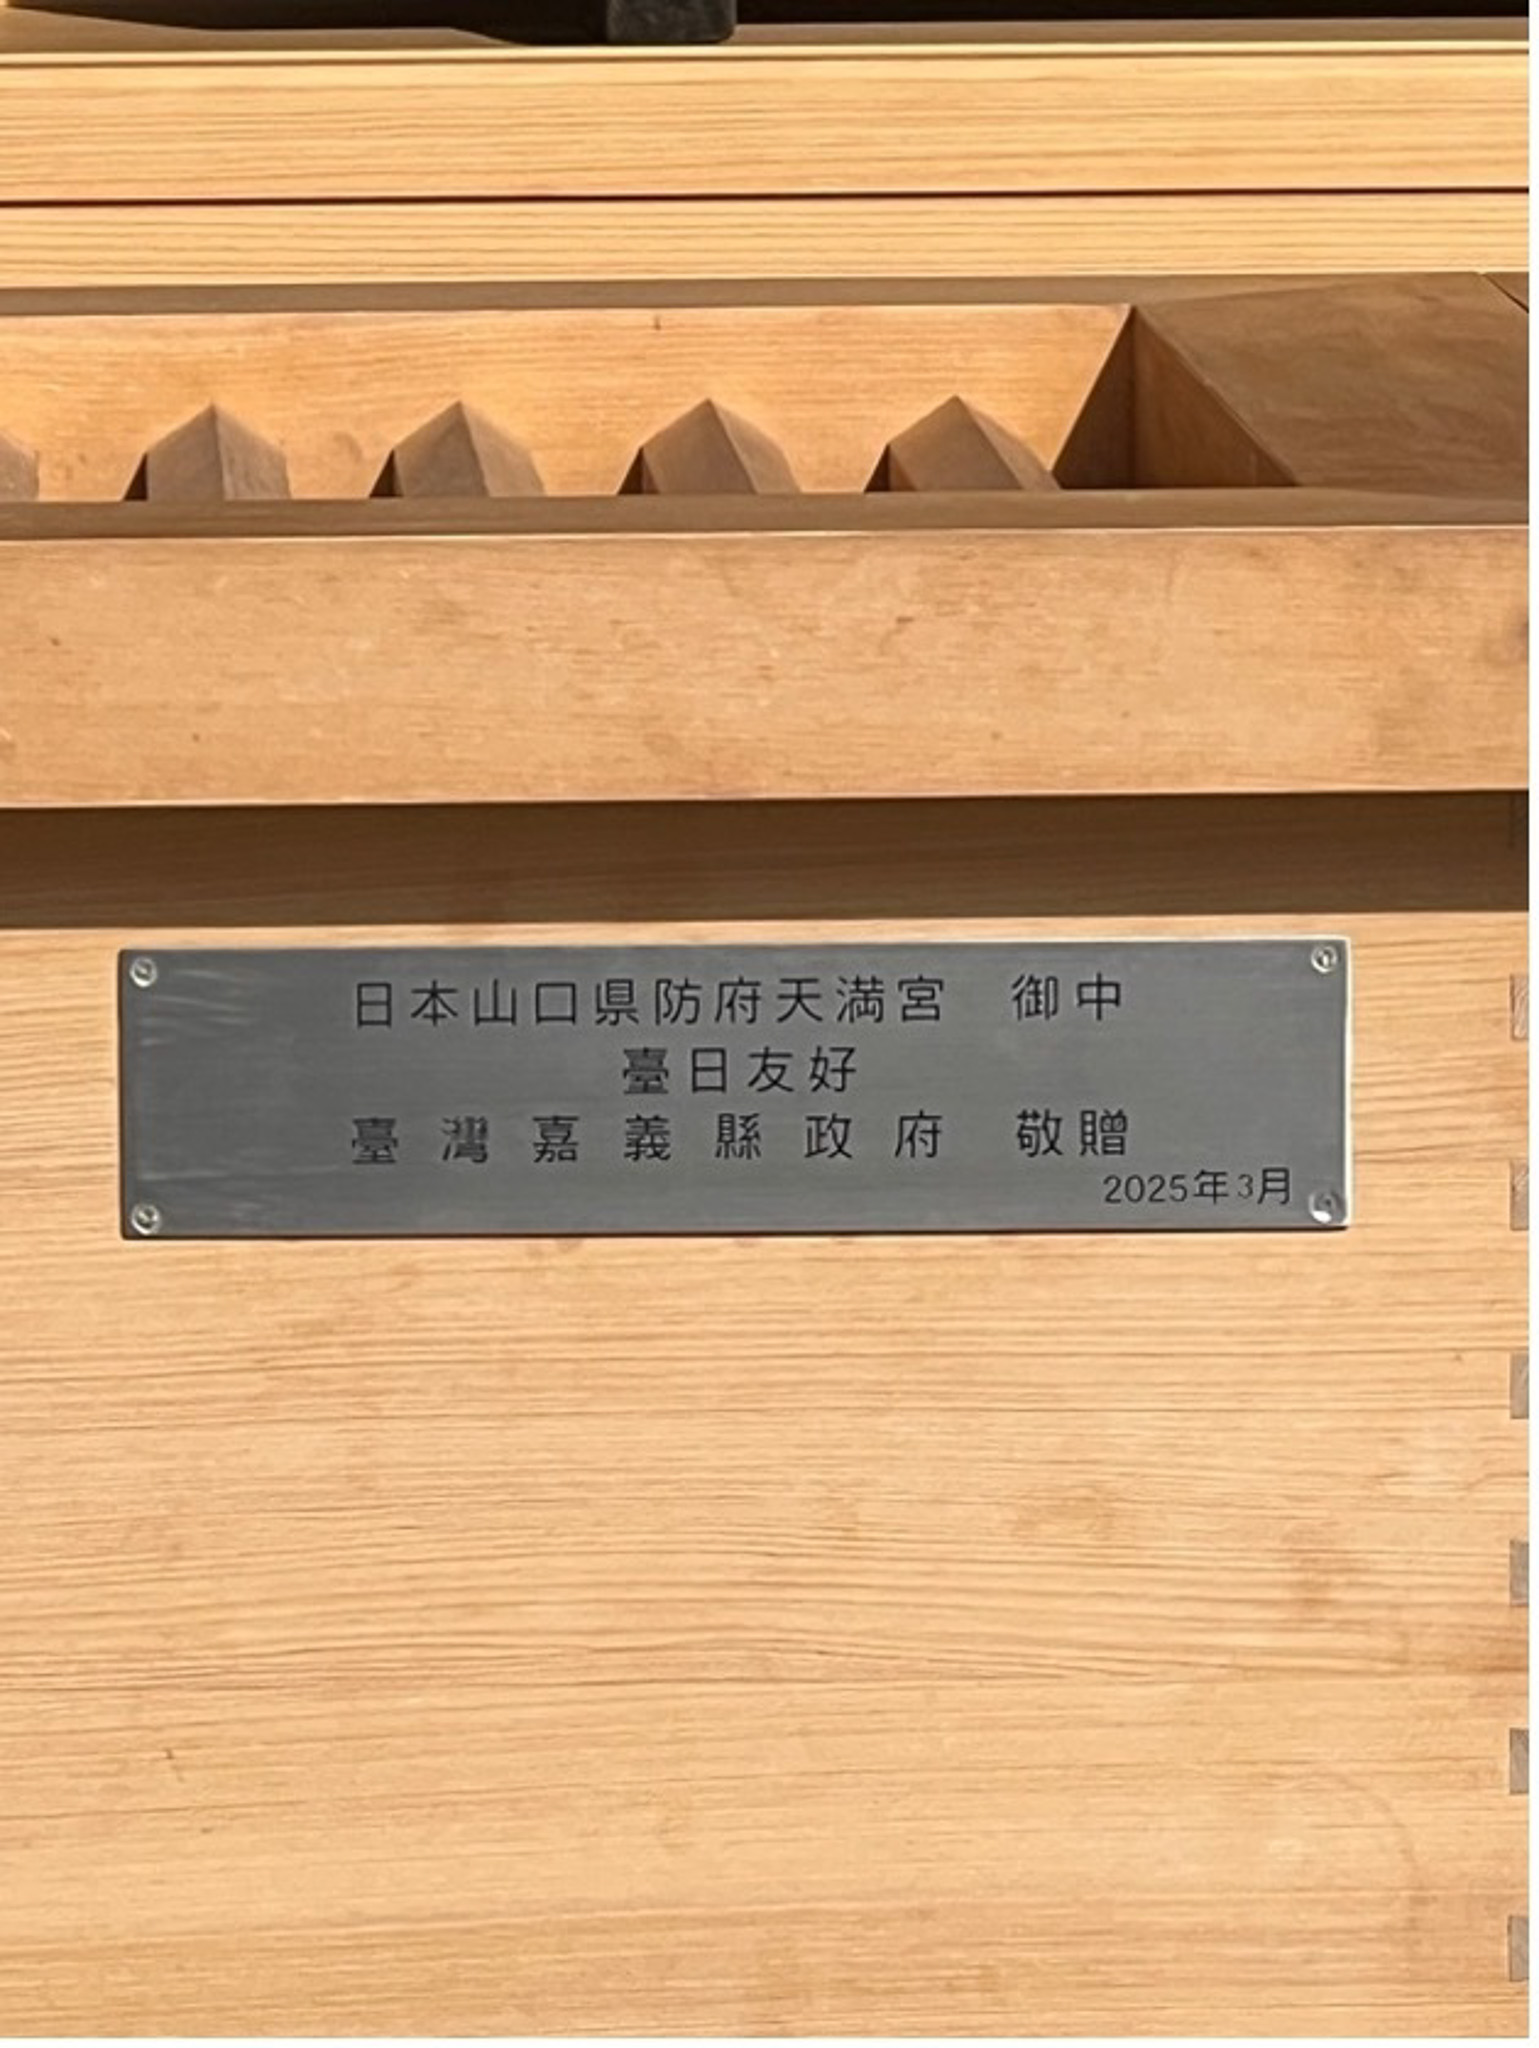 日本山口県防府天満宮 御中
臺日友好
臺灣嘉義縣政府 敬贈
2025年3月